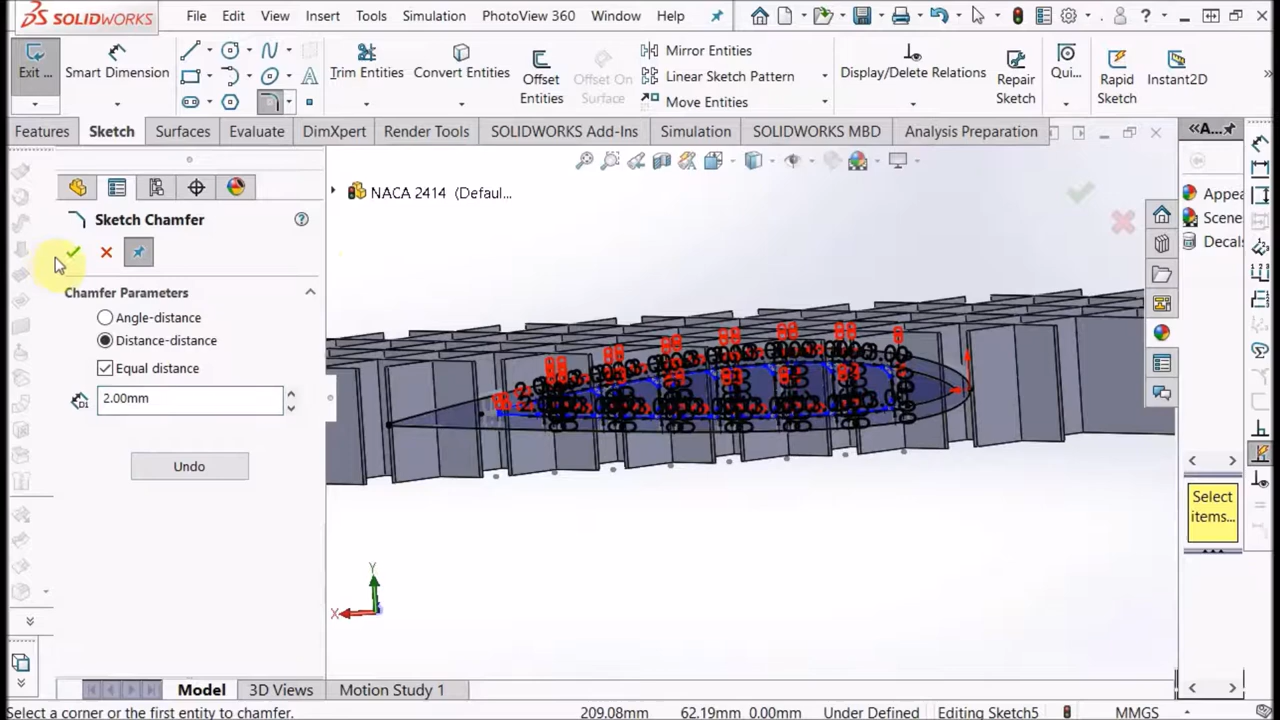 SOLIDWORKS File Edit View Insert Tools Simulation PhotoView 360 Window Help
Exit ... Smart Dimension Trim Entities Convert Entities Offset Entities Offset On Surface Mirror Entities Linear Sketch Pattern Move Entities Display/Delete Relations Repair Sketch Qui... Rapid Sketch Instant2D
Features Sketch Surfaces Evaluate DimXpert Render Tools SOLIDWORKS Add-Ins Simulation SOLIDWORKS MBD Analysis Preparation «A...
NACA 2414 (Defaul...
Sketch Chamfer
Chamfer Parameters
Angle-distance
Distance-distance
Equal distance
2.00mm
Undo
Appea
Scene
Decals
Select items...
Y
X
Model 3D Views Motion Study 1
Select a corner or the first entity to chamfer. 209.08mm 62.19mm 0.00mm Under Defined Editing Sketch5 MMGS